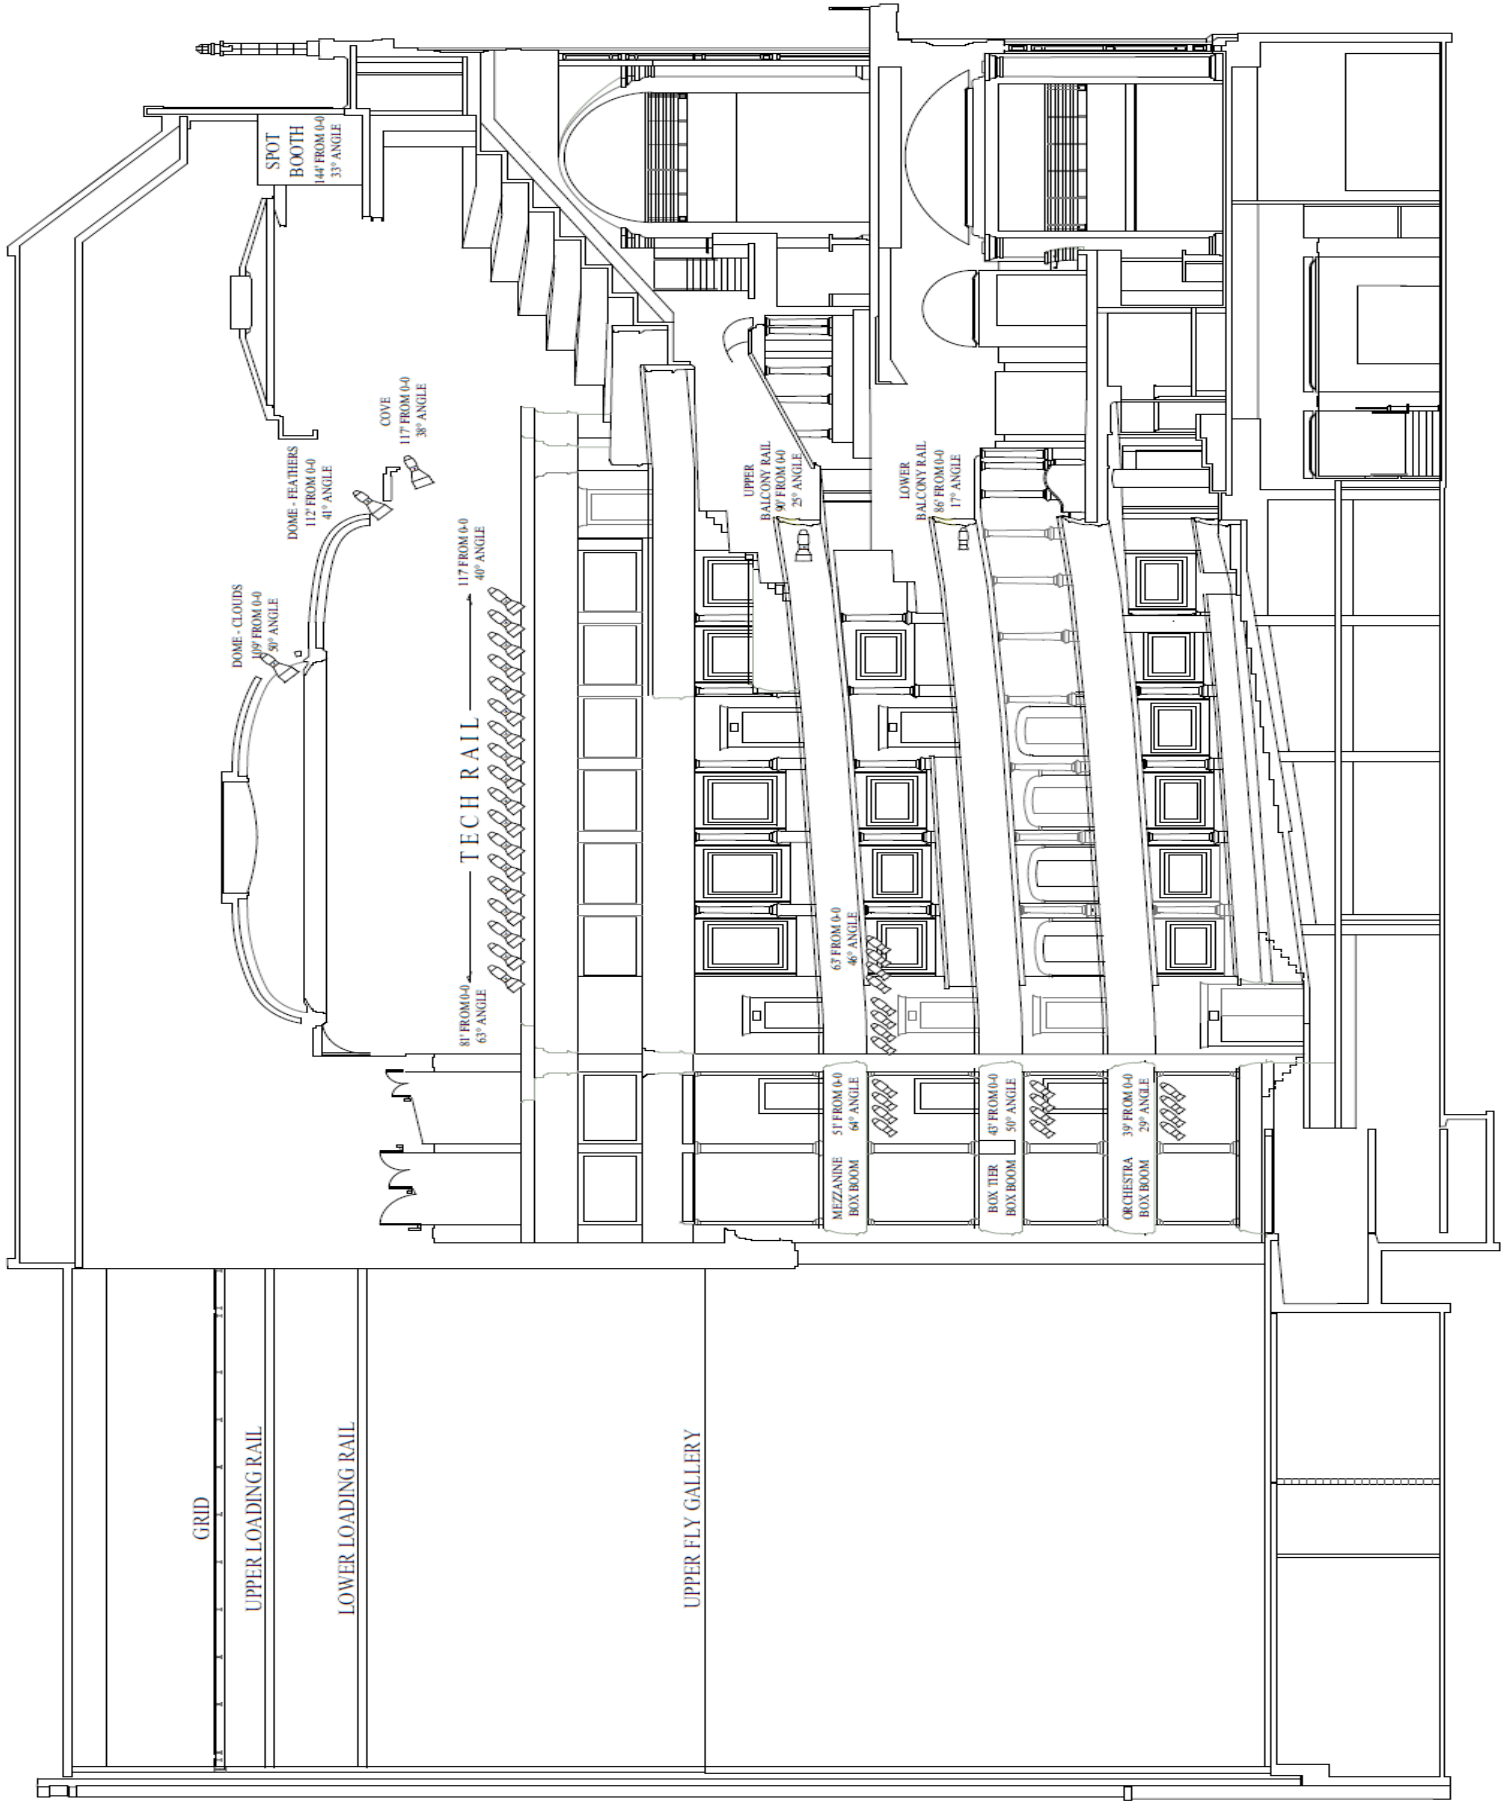 SPOT
BOOTH
144' FROM 0-0
33° ANGLE
COVE
117' FROM 0-0
38° ANGLE
DOME - FEATHERS
112' FROM 0-0
41° ANGLE
DOME - CLOUDS
109' FROM 0-0
50° ANGLE
117' FROM 0-0
40° ANGLE
TECH RAIL
81' FROM 0-0
63° ANGLE
UPPER
BALCONY RAIL
90' FROM 0-0
25° ANGLE
LOWER
BALCONY RAIL
86' FROM 0-0
17° ANGLE
63' FROM 0-0
46° ANGLE
MEZZANINE 51' FROM 0-0
BOX BOOM 64° ANGLE
BOX TIER 43' FROM 0-0
BOX BOOM 50° ANGLE
ORCHESTRA 39' FROM 0-0
BOX BOOM 29° ANGLE
GRID
UPPER LOADING RAIL
LOWER LOADING RAIL
UPPER FLY GALLERY